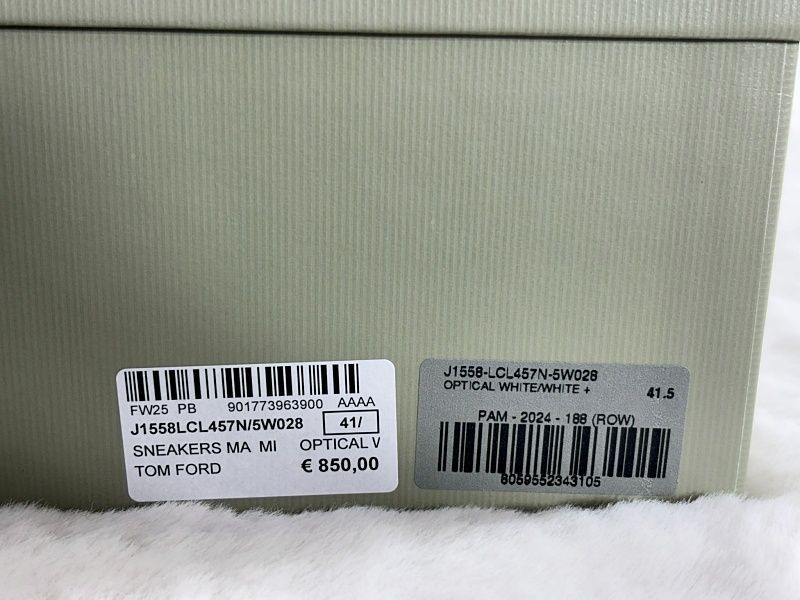 FW25 PB 901773963900 AAAA
J1558LCL457N/5W028 41/
SNEAKERS MA MI OPTICAL V
TOM FORD € 850,00
J1558-LCL457N-5W028
OPTICAL WHITE/WHITE + 41.5
PAM - 2024 - 188 (ROW)
8059552343105